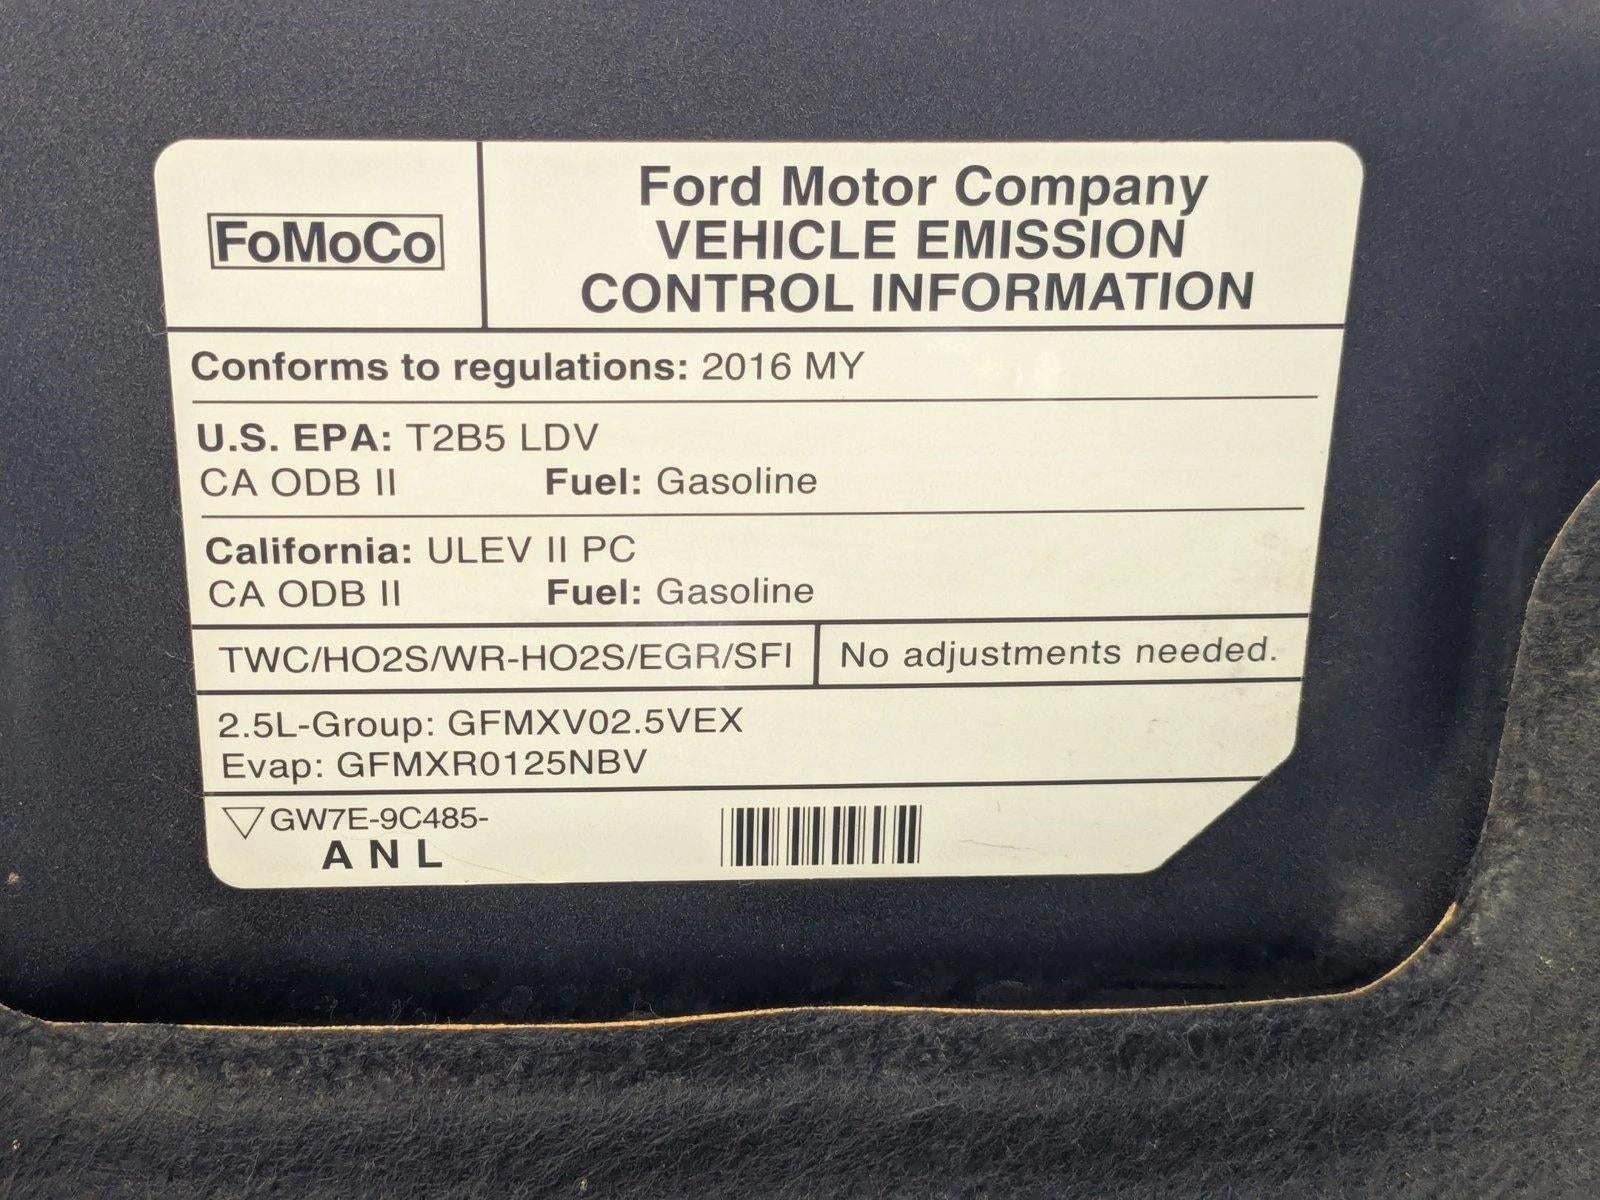 FoMoCo
Ford Motor Company
VEHICLE EMISSION
CONTROL INFORMATION
Conforms to regulations: 2016 MY
U.S. EPA: T2B5 LDV
CA ODB II Fuel: Gasoline
California: ULEV II PC
CA ODB II Fuel: Gasoline
TWC/HO2S/WR-HO2S/EGR/SFI No adjustments needed.
2.5L-Group: GFMXV02.5VEX
Evap: GFMXR0125NBV
GW7E-9C485-
ANL